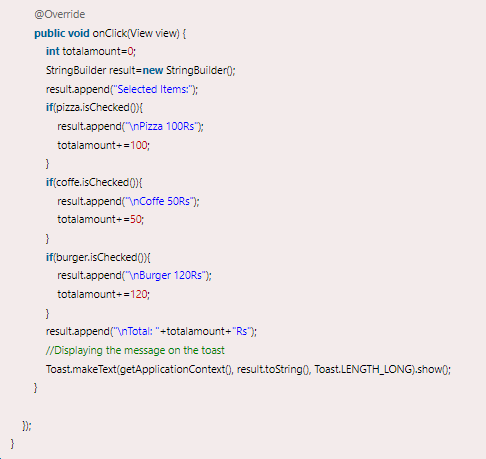 @Override
public void onClick(View view) {
int totalamount=0;
StringBuilder result=new StringBuilder();
result.append("Selected Items:");
if(pizza.isChecked()){
result.append("\nPizza 100Rs");
totalamount+=100;
}
if(coffe.isChecked()){
result.append("\nCoffe 50Rs");
totalamount+=50;
}
if(burger.isChecked()){
result.append("\nBurger 120Rs");
totalamount+=120;
}
result.append("\nTotal: "+totalamount+"Rs");
//Displaying the message on the toast
Toast.makeText(getApplicationContext(), result.toString(), Toast.LENGTH_LONG).show();
}
});
}